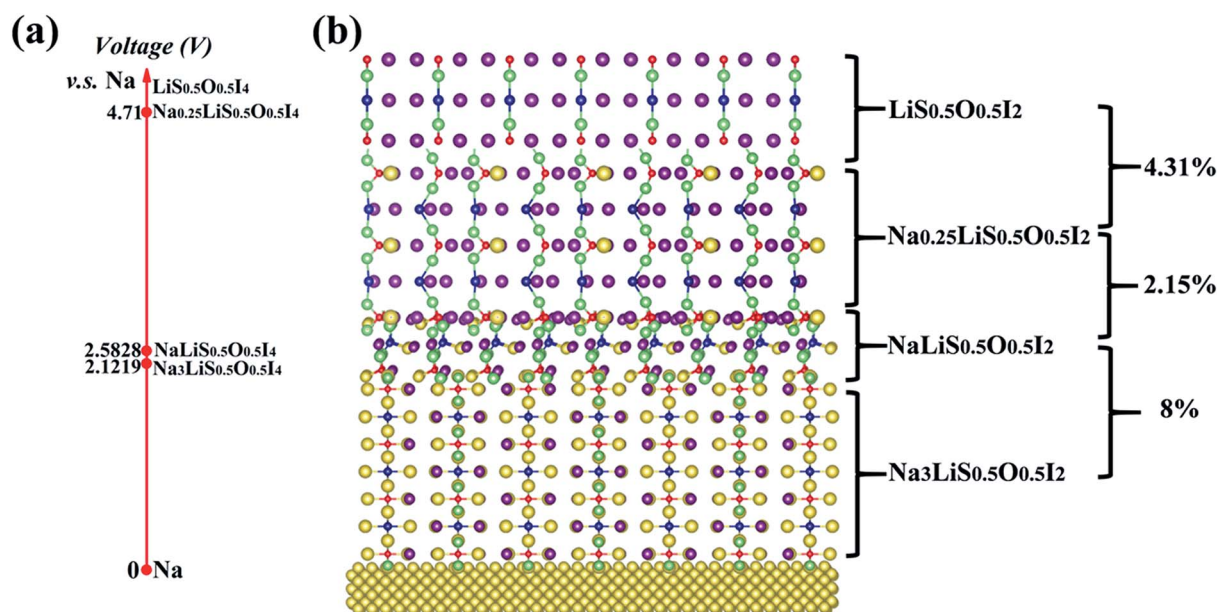 (a)
Voltage (V)
v.s. Na
LiS0.5O0.5I4
4.71 Na0.25LiS0.5O0.5I4
2.5828 NaLiS0.5O0.5I4
2.1219 Na3LiS0.5O0.5I4
0 Na
(b)
LiS0.5O0.5I2
4.31%
Na0.25LiS0.5O0.5I2
2.15%
NaLiS0.5O0.5I2
8%
Na3LiS0.5O0.5I2